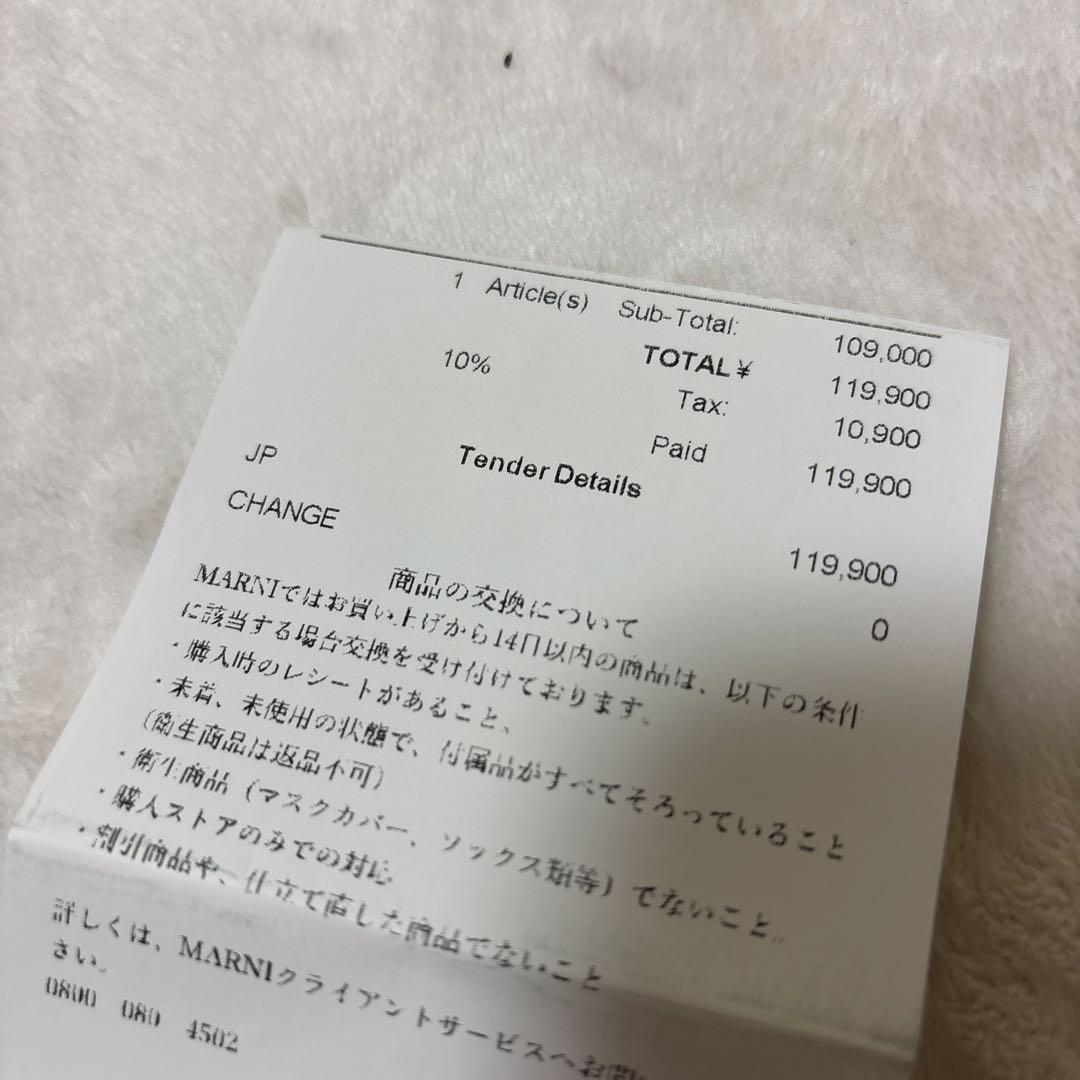 1 Article(s) Sub-Total: 109,000
TOTAL ¥ 119,900
10% Tax: 10,900
Paid 119,900
Tender Details
JP 119,900
CHANGE 0
商品の交換について
MARNIではお買い上げから14日以内の商品は、以下の条件
に該当する場合交換を受け付けております。
・購入時のレシートがあること、
・未着、未使用の状態で、付属品がすべてそろっていること
(衛生商品は返品不可)
・衛生商品(マスクカバー、ソックス類等)でないこと。
・購入ストアのみでの対応
・割引商品や、仕立て直した商品でないこと
詳しくは、MARNIクライアントサービスへお問い
さい。
0800 080 4502